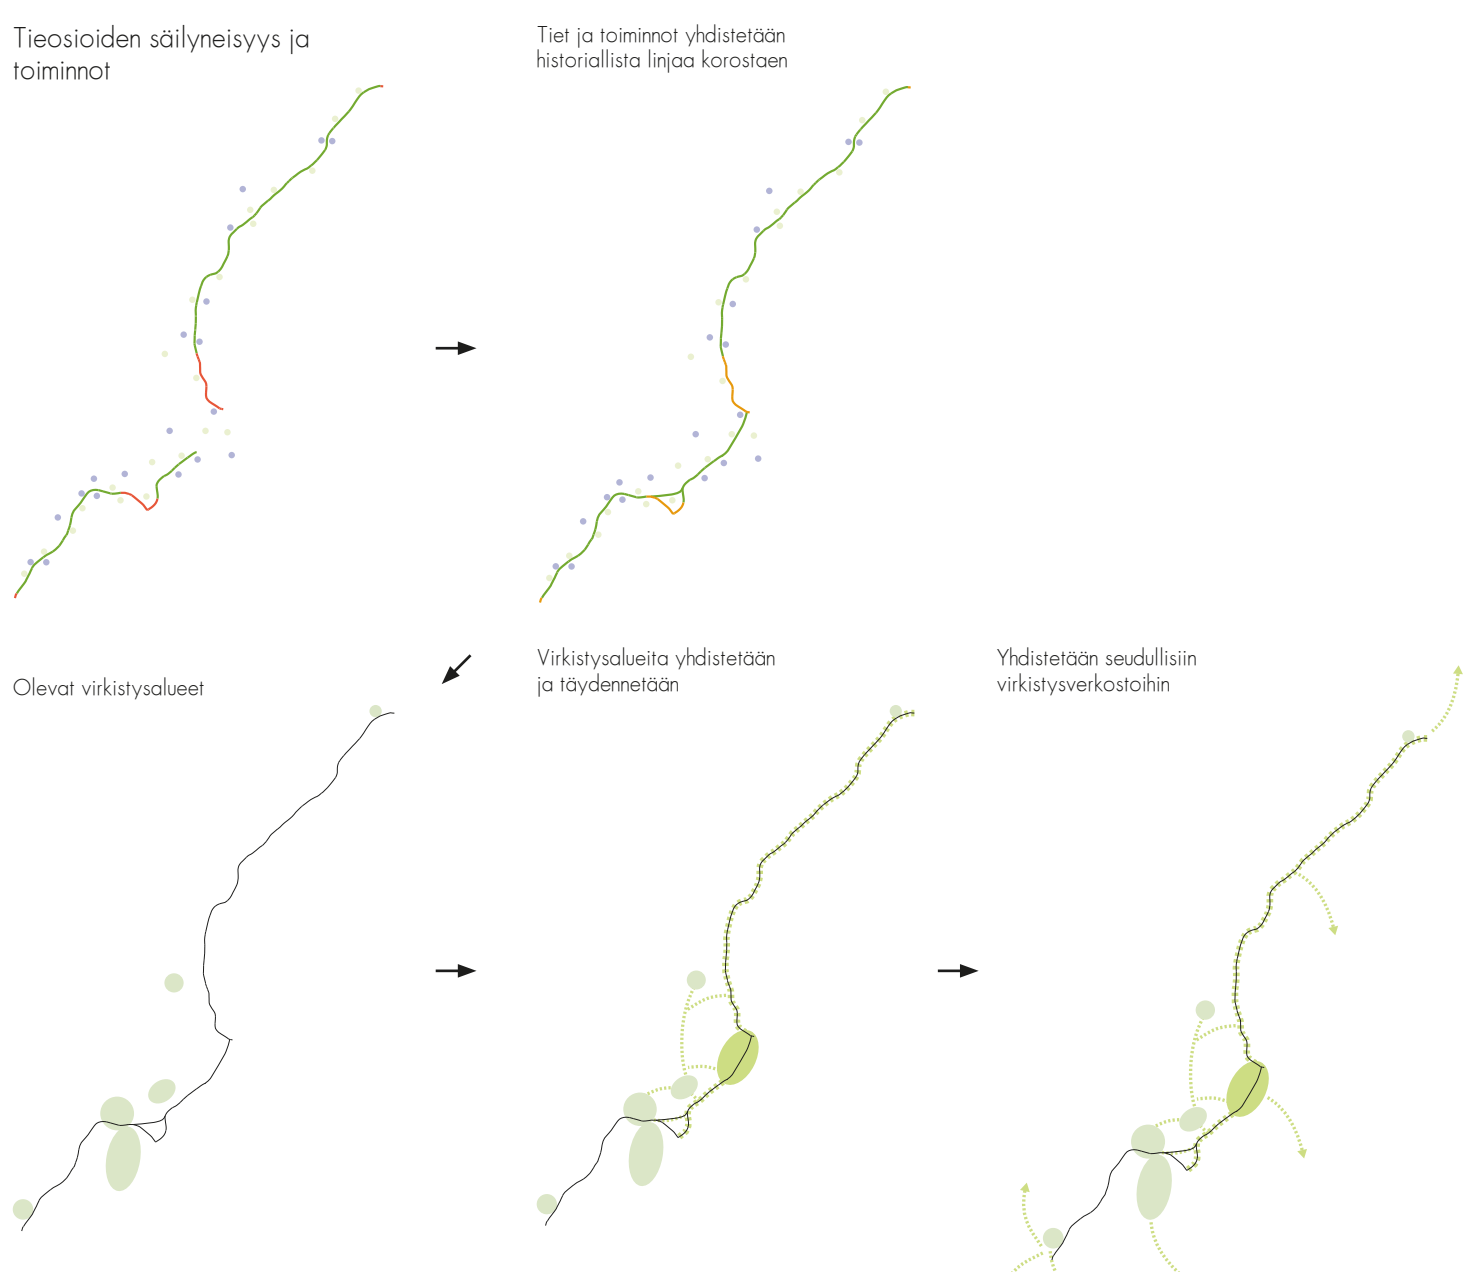 Tieosioiden säilyneisyys ja
toiminnot
Tiet ja toiminnot yhdistetään
historiallista linjaa korostaen
Olevat virkistysalueet
Virkistysalueita yhdistetään
ja täydennetään
Yhdistetään seudullisiin
virkistysverkostoihin